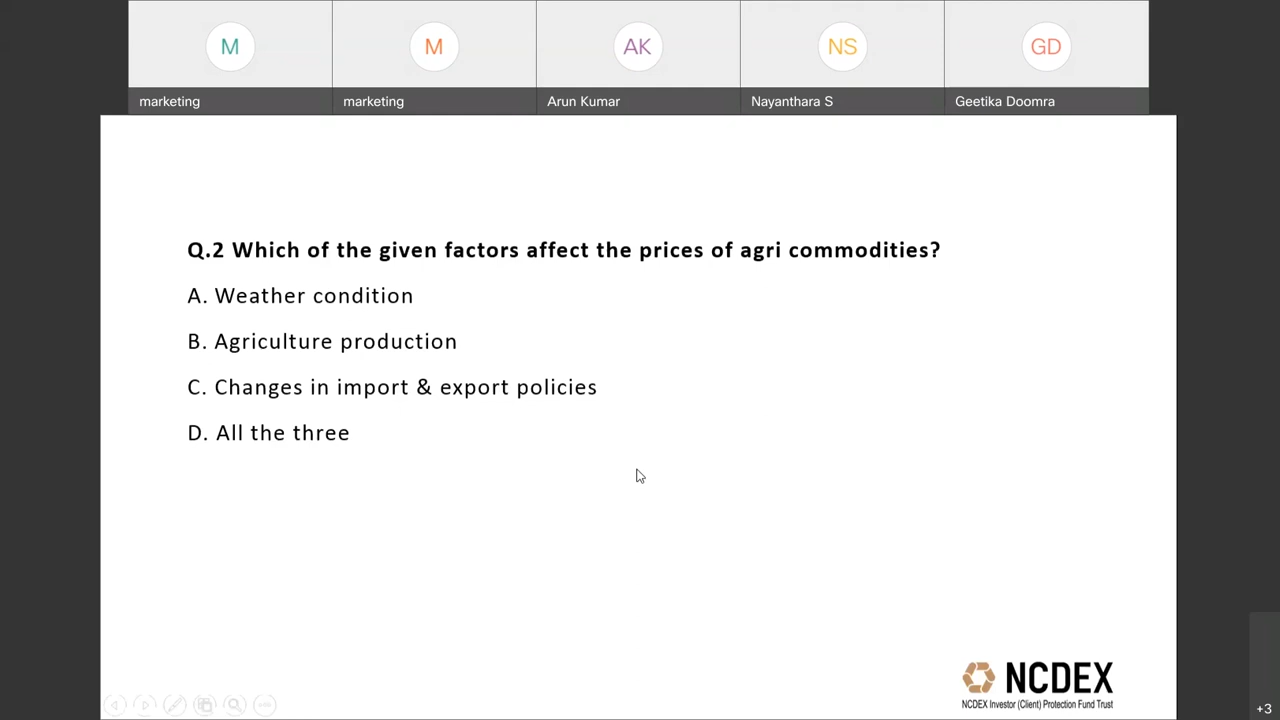 M
M
AK
NS
GD
marketing
marketing
Arun Kumar
Nayanthara S
Geetika Doomra
Q.2 Which of the given factors affect the prices of agri commodities?
A. Weather condition
B. Agriculture production
C. Changes in import & export policies
D. All the three
NCDEX
NCDEX Investor (Client) Protection Fund Trust
+3